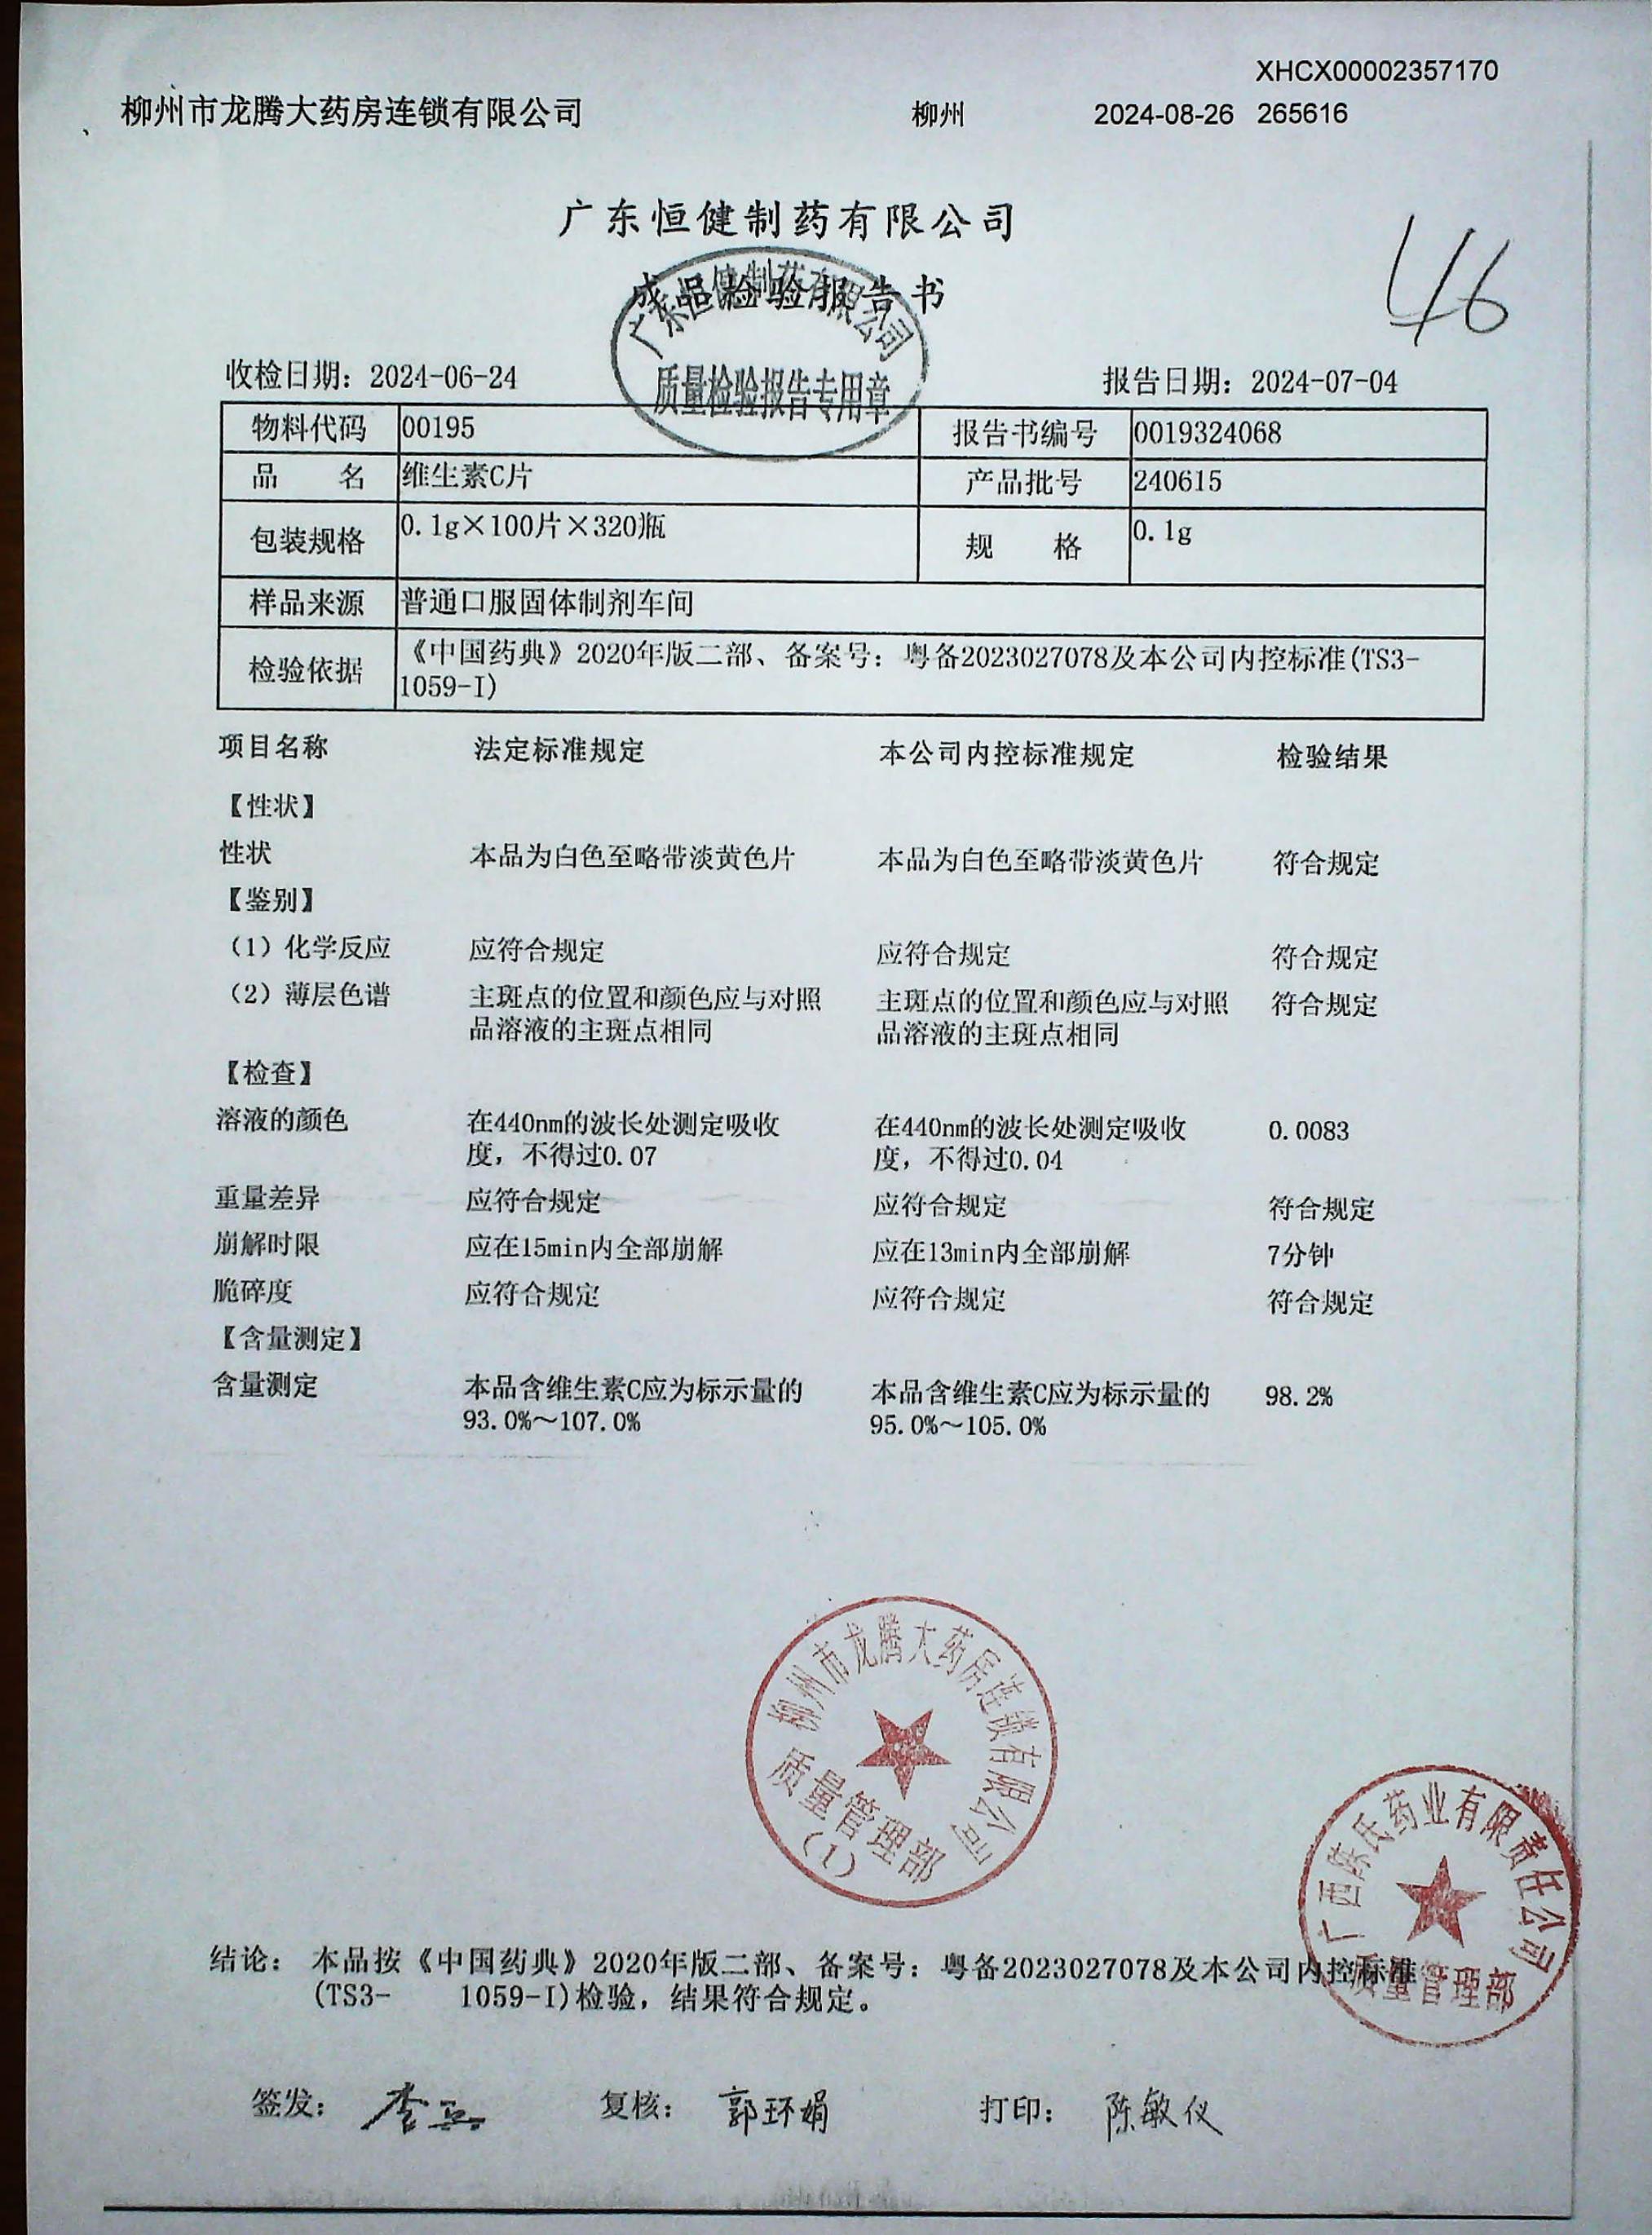 XHCX00002357170
柳州市龙腾大药房连锁有限公司 柳州 2024-08-26 265616
广东恒健制药有限公司
46
成品检验报告书
广东恒健制药有限公司
质量检验报告专用章
收检日期：2024-06-24 报告日期：2024-07-04
物料代码 00195 报告书编号 0019324068
品 名 维生素C片 产品批号 240615
包装规格 0.1g×100片×320瓶 规 格 0.1g
样品来源 普通口服固体制剂车间
检验依据 《中国药典》2020年版二部、备案号：粤备2023027078及本公司内控标准(TS3-
1059-I)
项目名称 法定标准规定 本公司内控标准规定 检验结果
【性状】
性状 本品为白色至略带淡黄色片 本品为白色至略带淡黄色片 符合规定
【鉴别】
（1）化学反应 应符合规定 应符合规定 符合规定
（2）薄层色谱 主斑点的位置和颜色应与对照 主斑点的位置和颜色应与对照 符合规定
品溶液的主斑点相同 品溶液的主斑点相同
【检查】
溶液的颜色 在440nm的波长处测定吸收 在440nm的波长处测定吸收 0.0083
度，不得过0.07 度，不得过0.04
重量差异 应符合规定 应符合规定 符合规定
崩解时限 应在15min内全部崩解 应在13min内全部崩解 7分钟
脆碎度 应符合规定 应符合规定 符合规定
【含量测定】
含量测定 本品含维生素C应为标示量的 本品含维生素C应为标示量的 98.2%
93.0%～107.0% 95.0%～105.0%
柳州市龙腾大药房连锁有限公司
质量管理部
(1)
广西陈氏药业有限责任公司
质量管理部
结论： 本品按《中国药典》2020年版二部、备案号：粤备2023027078及本公司内控标准
(TS3- 1059-I)检验，结果符合规定。
签发： 复核： 郭环娟 打印： 陈敏仪